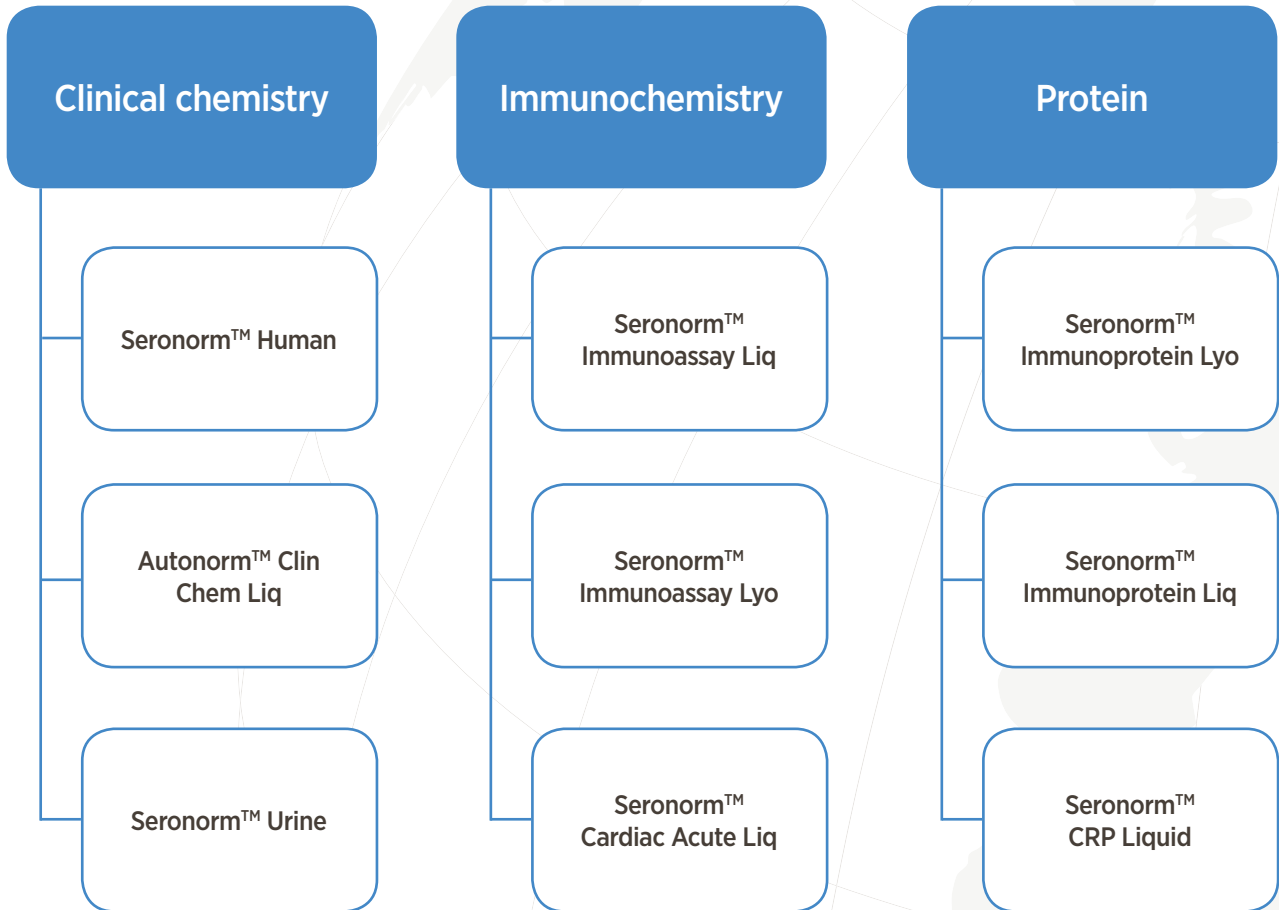 Clinical chemistry
Seronorm™ Human
Autonorm™ Clin
Chem Liq
Seronorm™ Urine
Immunochemistry
Seronorm™
Immunoassay Liq
Seronorm™
Immunoassay Lyo
Seronorm™
Cardiac Acute Liq
Protein
Seronorm™
Immunoprotein Lyo
Seronorm™
Immunoprotein Liq
Seronorm™
CRP Liquid